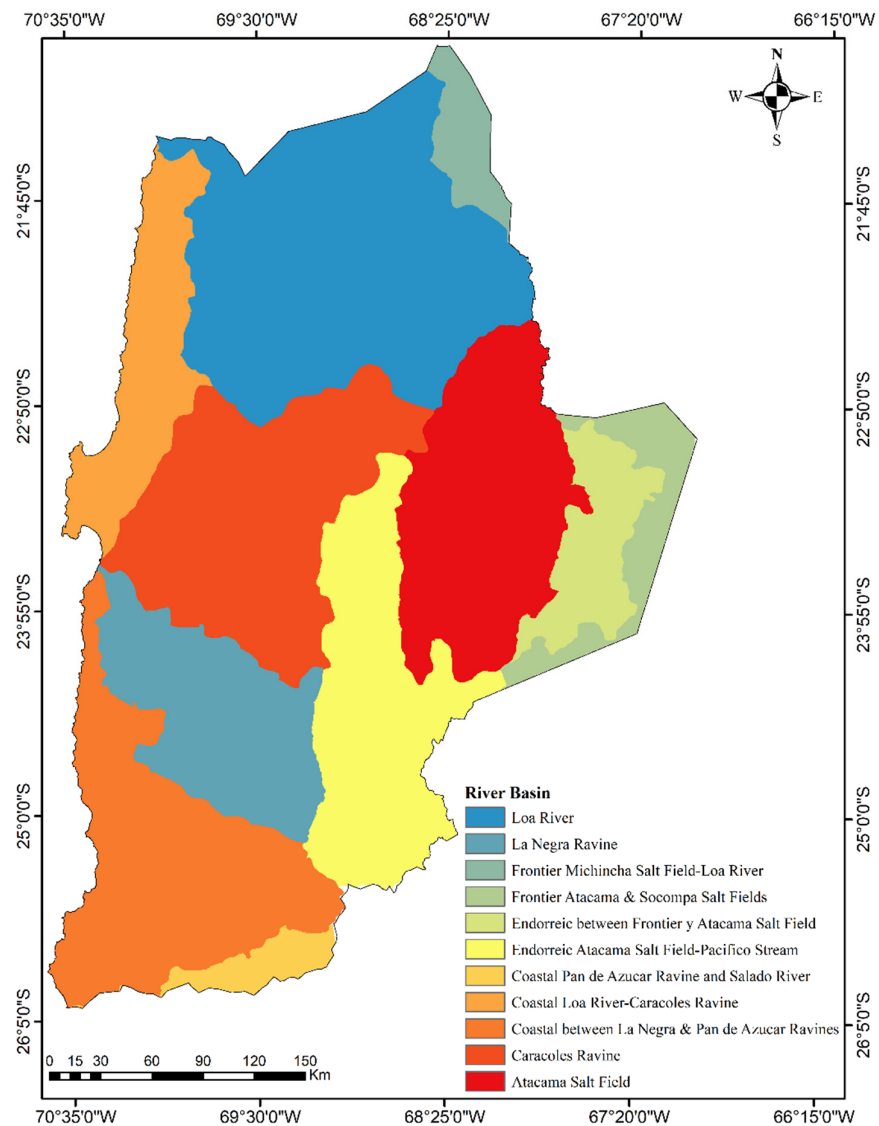 70°35'0"W 69°30'0"W 68°25'0"W 67°20'0"W 66°15'0"W
N
W E
S
21°45'0"S 21°45'0"S
22°50'0"S 22°50'0"S
23°55'0"S 23°55'0"S
25°0'0"S 25°0'0"S
26°5'0"S 26°5'0"S
River Basin
Loa River
La Negra Ravine
Frontier Michincha Salt Field-Loa River
Frontier Atacama & Socompa Salt Fields
Endorreic between Frontier y Atacama Salt Field
Endorreic Atacama Salt Field-Pacifico Stream
Coastal Pan de Azucar Ravine and Salado River
Coastal Loa River-Caracoles Ravine
Coastal between La Negra & Pan de Azucar Ravines
Caracoles Ravine
Atacama Salt Field
0 15 30 60 90 120 150
Km
70°35'0"W 69°30'0"W 68°25'0"W 67°20'0"W 66°15'0"W